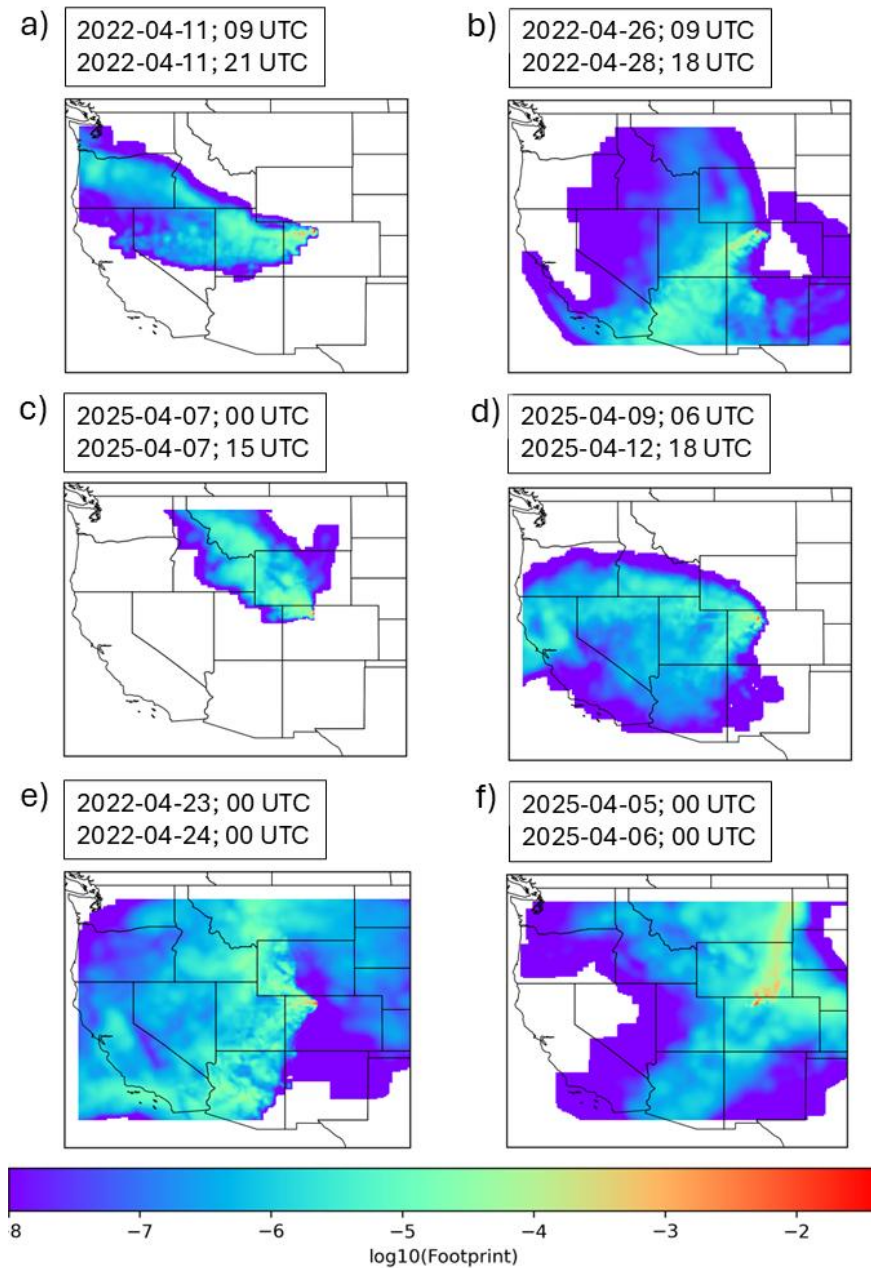 a)
2022-04-11; 09 UTC
2022-04-11; 21 UTC
b)
2022-04-26; 09 UTC
2022-04-28; 18 UTC
c)
2025-04-07; 00 UTC
2025-04-07; 15 UTC
d)
2025-04-09; 06 UTC
2025-04-12; 18 UTC
e)
2022-04-23; 00 UTC
2022-04-24; 00 UTC
f)
2025-04-05; 00 UTC
2025-04-06; 00 UTC
8 −7 −6 −5 −4 −3 −2
log10(Footprint)